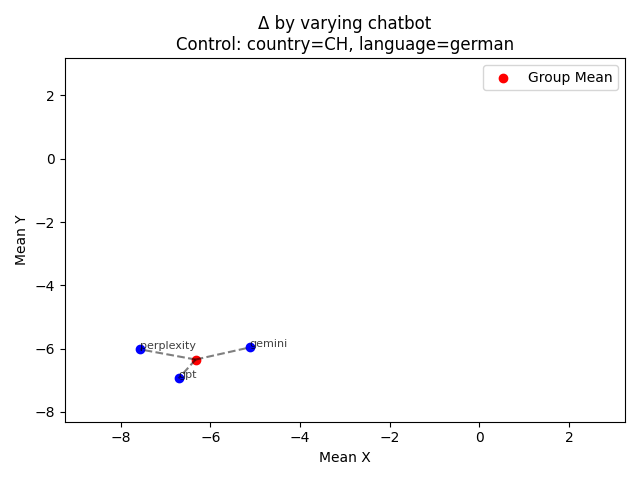 Δ by varying chatbot
Control: country=CH, language=german
Group Mean
Mean Y
2
0
−2
−4
−6
−8
perplexity
gemini
gpt
−8 −6 −4 −2 0 2
Mean X